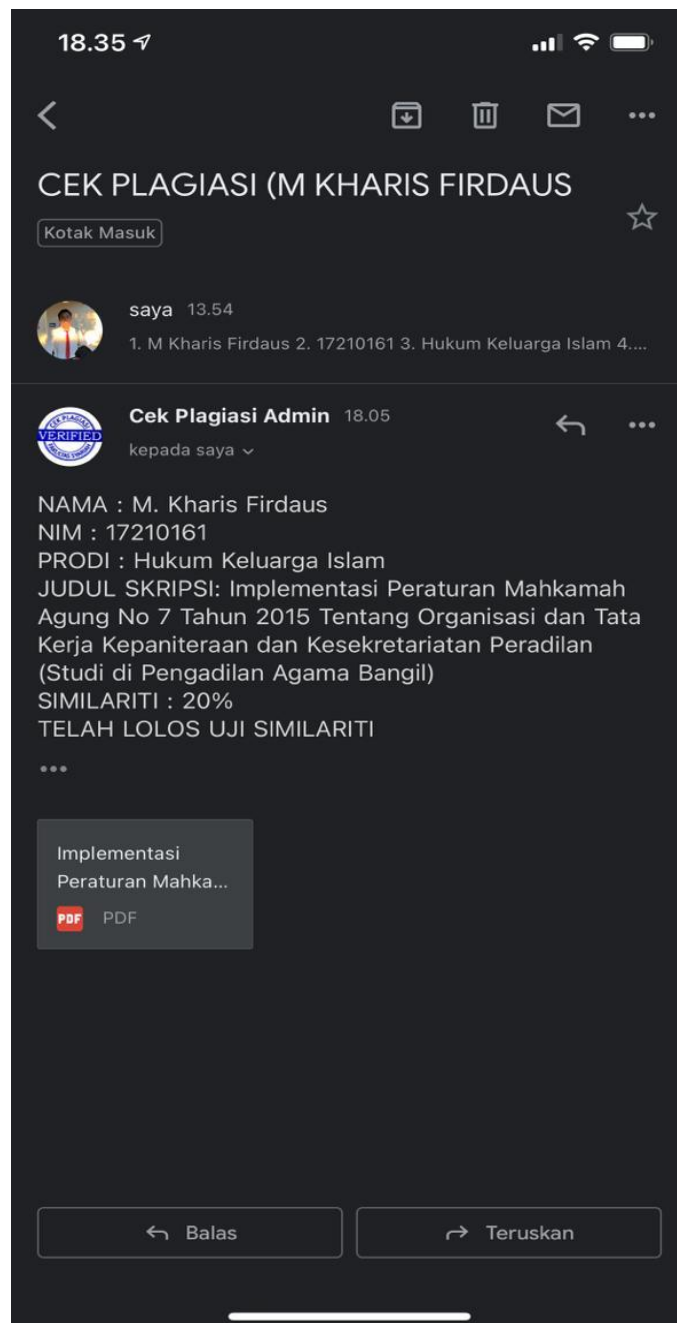 18.35
CEK PLAGIASI (M KHARIS FIRDAUS
Kotak Masuk
saya 13.54
1. M Kharis Firdaus 2. 17210161 3. Hukum Keluarga Islam 4....
VERIFIED
Cek Plagiasi Admin 18.05
kepada saya
NAMA : M. Kharis Firdaus
NIM : 17210161
PRODI : Hukum Keluarga Islam
JUDUL SKRIPSI: Implementasi Peraturan Mahkamah
Agung No 7 Tahun 2015 Tentang Organisasi dan Tata
Kerja Kepaniteraan dan Kesekretariatan Peradilan
(Studi di Pengadilan Agama Bangil)
SIMILARITI : 20%
TELAH LOLOS UJI SIMILARITI
Implementasi
Peraturan Mahka...
PDF PDF
Balas
Teruskan